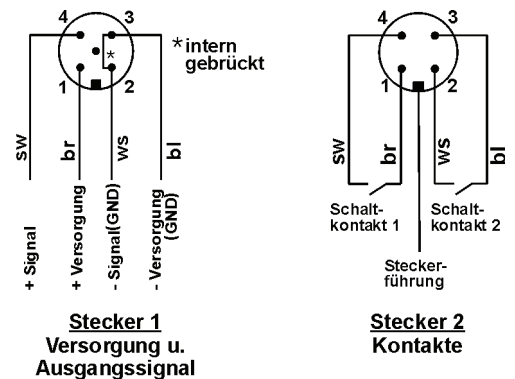 4
3
*
1
2
* intern
gebrückt
sw
br
ws
bl
+ Signal
+ Versorgung
- Signal(GND)
- Versorgung
(GND)
Stecker 1
Versorgung u.
Ausgangssignal
4
3
1
2
sw
br
ws
bl
Schalt-
kontakt 1
Schalt-
kontakt 2
Stecker-
führung
Stecker 2
Kontakte